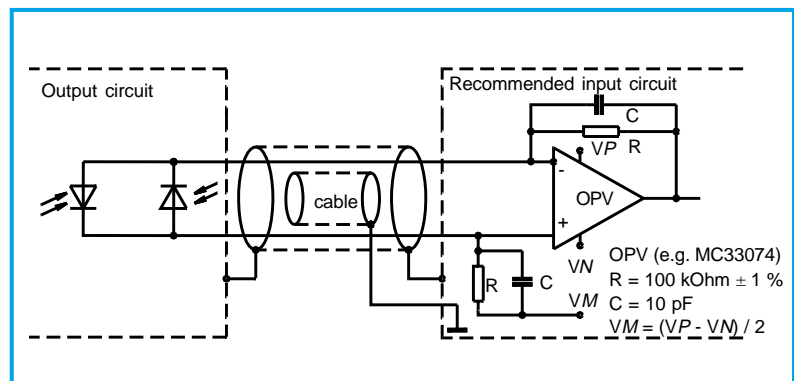 Output circuit
Recommended input circuit
C
VP
R
-
OPV
cable
+
VN
R
C
VM
OPV (e.g. MC33074)
R = 100 kOhm ± 1 %
C = 10 pF
VM = (VP - VN) / 2